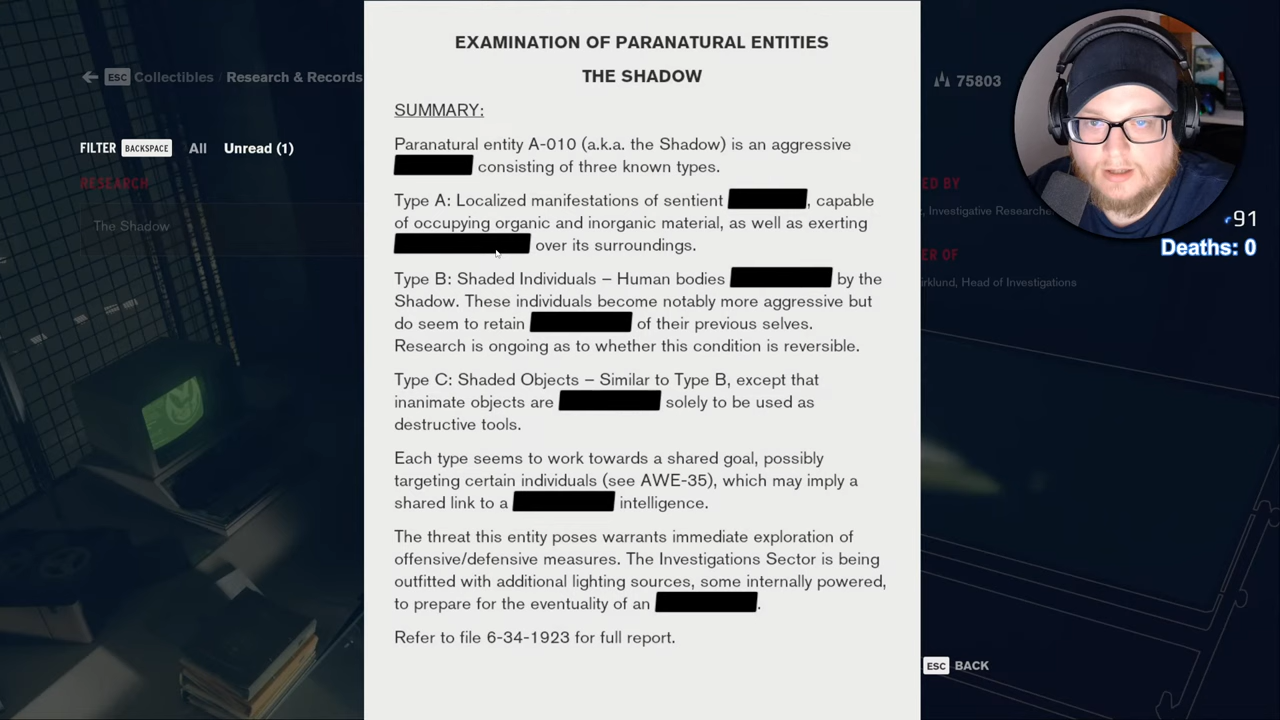 EXAMINATION OF PARANATURAL ENTITIES
THE SHADOW
ESC Collectibles / Research & Records
75803
SUMMARY:
FILTER BACKSPACE All Unread (1)
Paranatural entity A-010 (a.k.a. the Shadow) is an aggressive
consisting of three known types.
RESEARCH
The Shadow
Type A: Localized manifestations of sentient , capable
of occupying organic and inorganic material, as well as exerting
over its surroundings.
Type B: Shaded Individuals – Human bodies by the
Shadow. These individuals become notably more aggressive but
do seem to retain of their previous selves.
Research is ongoing as to whether this condition is reversible.
Type C: Shaded Objects – Similar to Type B, except that
inanimate objects are solely to be used as
destructive tools.
Each type seems to work towards a shared goal, possibly
targeting certain individuals (see AWE-35), which may imply a
shared link to a intelligence.
The threat this entity poses warrants immediate exploration of
offensive/defensive measures. The Investigations Sector is being
outfitted with additional lighting sources, some internally powered,
to prepare for the eventuality of an .
Refer to file 6-34-1923 for full report.
BY
, Investigative Researche
91
Deaths: 0
OF
, Head of Investigations
ESC BACK